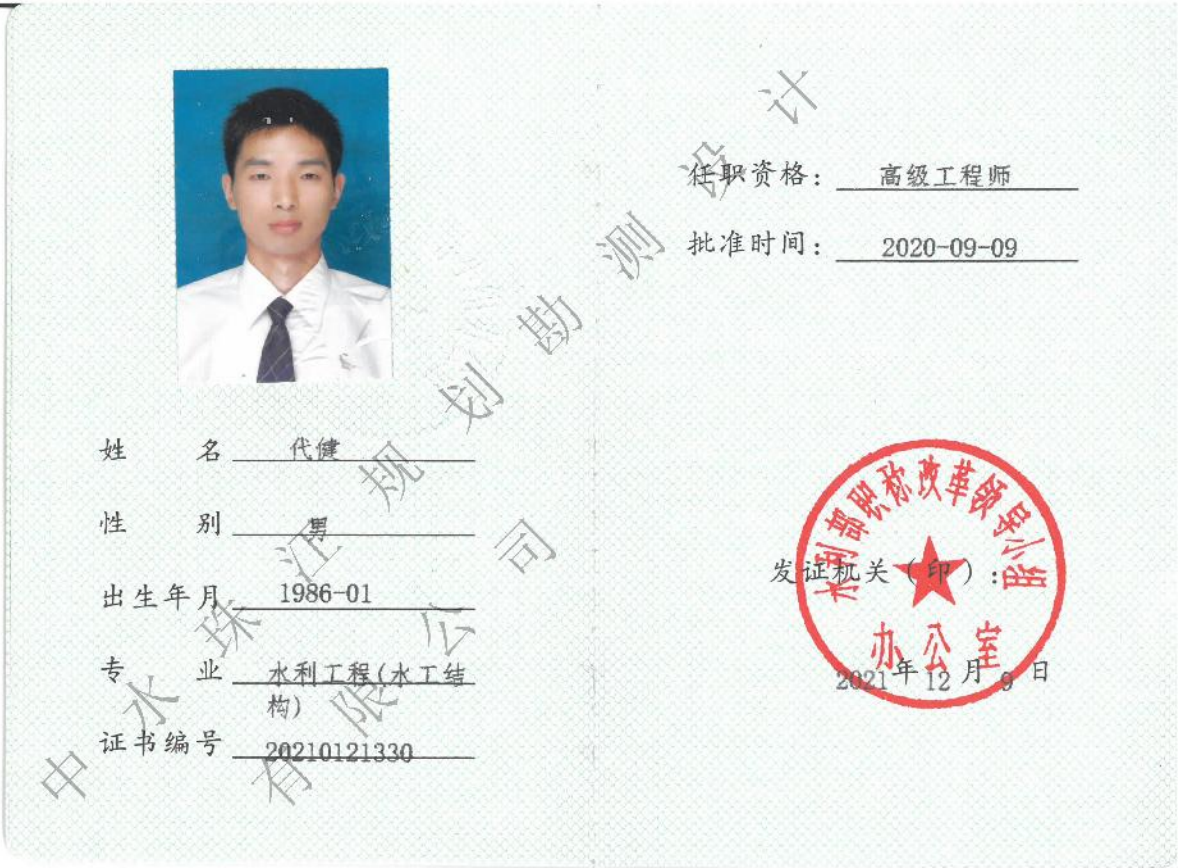 姓 名 代健
性 别 男
出生年月 1986-01
专 业 水利工程(水工结
构)
证书编号 20210121330
任职资格： 高级工程师
批准时间： 2020-09-09
水利部职称改革领导小组
发证机关（印）：
办公室
2021年 12 月 9 日
中水珠江规划勘测设计
有限公司